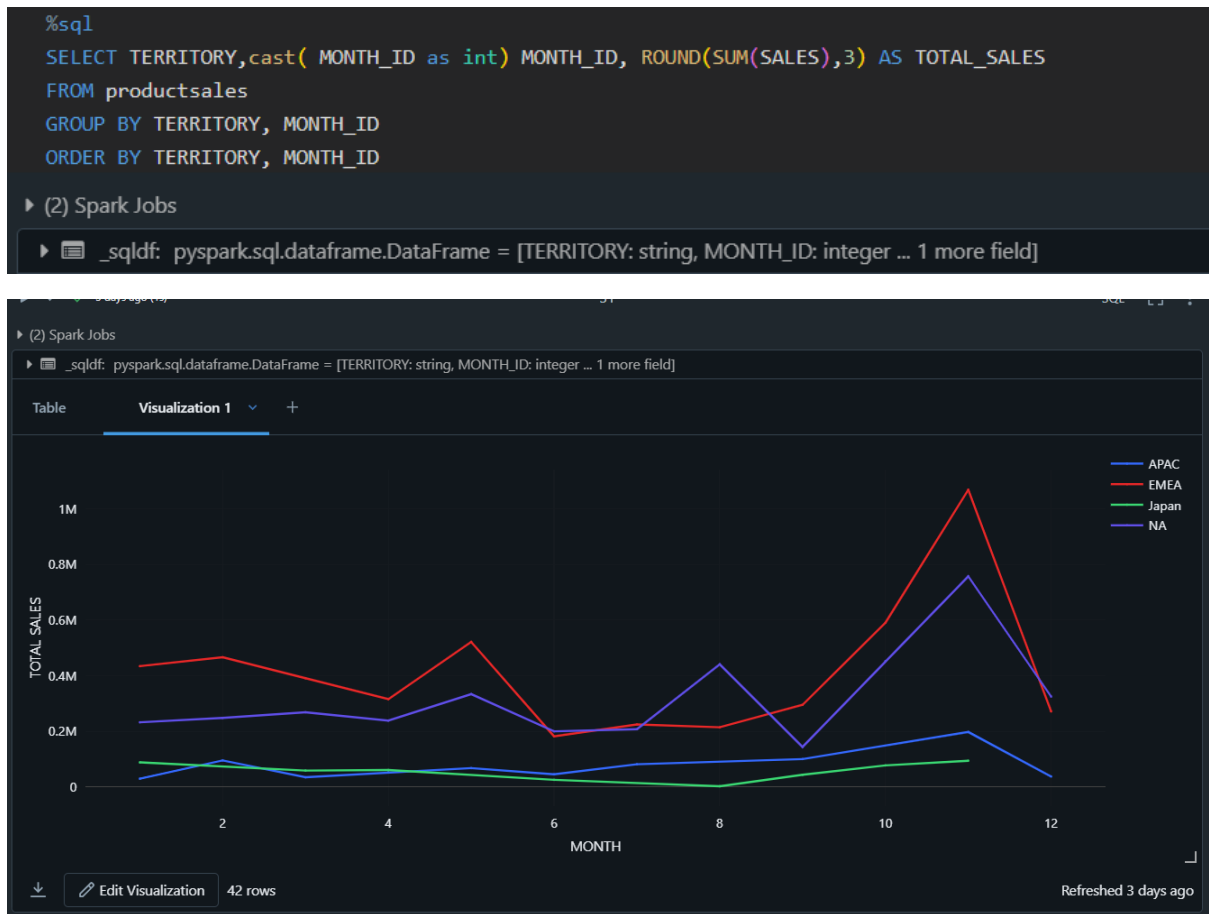 %sql
SELECT TERRITORY,cast( MONTH_ID as int) MONTH_ID, ROUND(SUM(SALES),3) AS TOTAL_SALES
FROM productsales
GROUP BY TERRITORY, MONTH_ID
ORDER BY TERRITORY, MONTH_ID
(2) Spark Jobs
_sqldf: pyspark.sql.dataframe.DataFrame = [TERRITORY: string, MONTH_ID: integer ... 1 more field]
(2) Spark Jobs
_sqldf: pyspark.sql.dataframe.DataFrame = [TERRITORY: string, MONTH_ID: integer ... 1 more field]
Table Visualization 1
APAC
EMEA
Japan
NA
1M
0.8M
0.6M
0.4M
0.2M
0
TOTAL SALES
2 4 6 8 10 12
MONTH
Edit Visualization 42 rows Refreshed 3 days ago